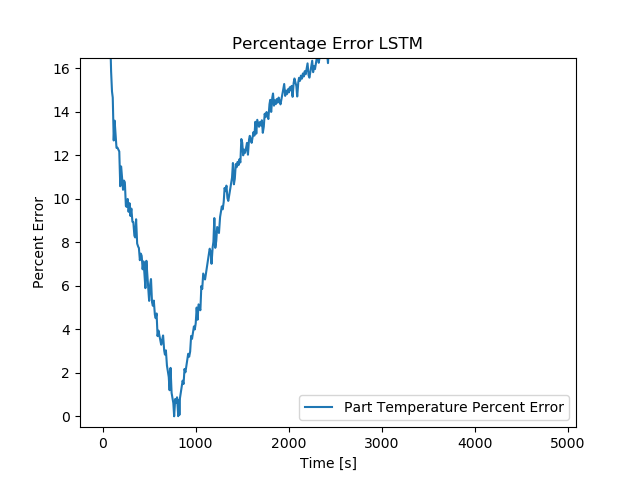 Percentage Error LSTM
16
14
12
10
8
6
4
2
0
Percent Error
Part Temperature Percent Error
0 1000 2000 3000 4000 5000
Time [s]